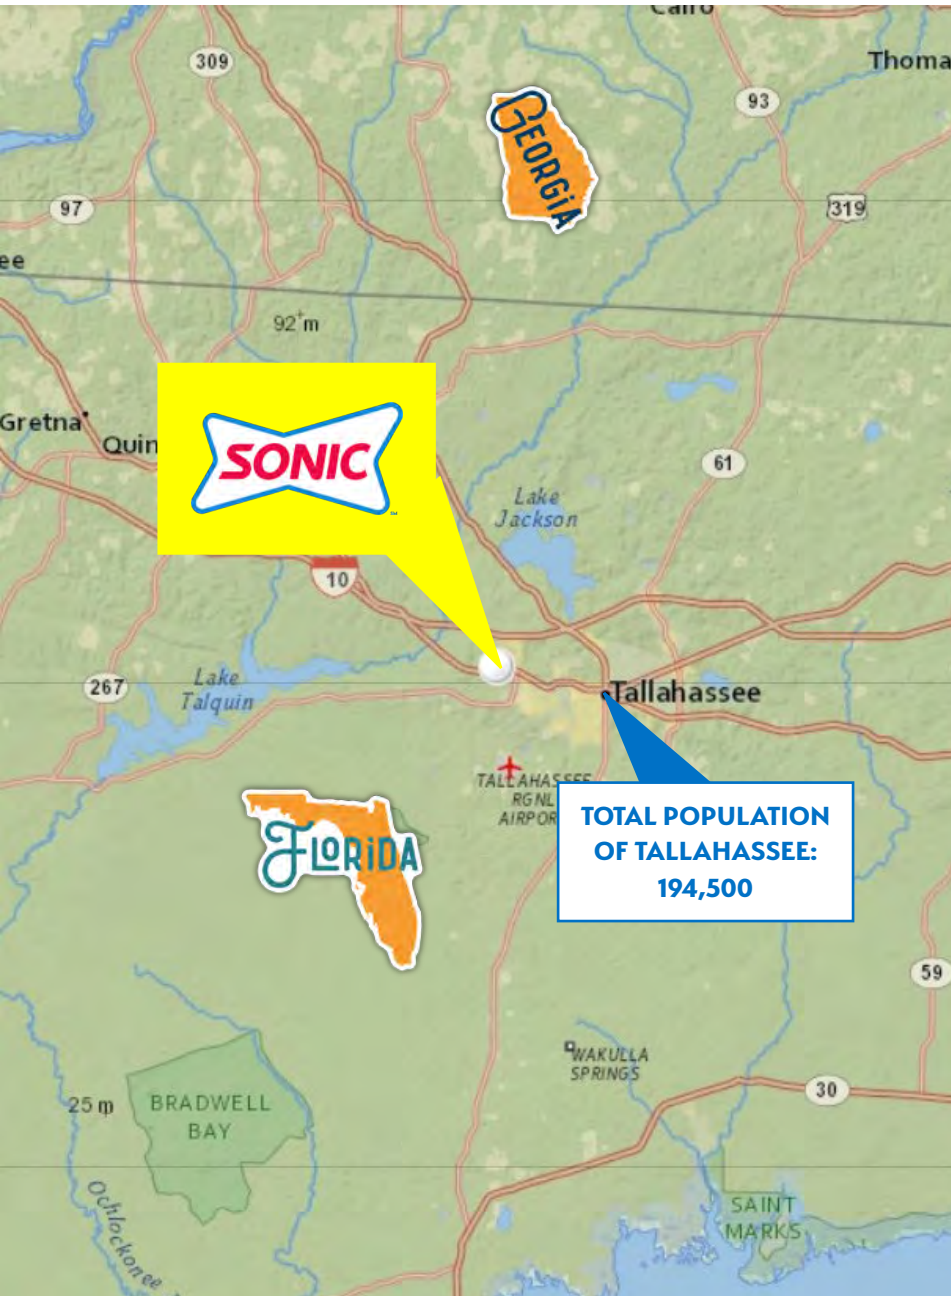 Cairo
309
Thoma
93
GEORGiA
97
319
ee
92 m
Gretna
Quin
SONIC
61
Lake
Jackson
10
Lake
Talquin
267
Tallahassee
TALLAHASSEE
RGNL
AIRPOR
TOTAL POPULATION
OF TALLAHASSEE:
194,500
FLORiDA
59
WAKULLA
SPRINGS
30
25 m
BRADWELL
BAY
Ochlockonee
SAINT
MARKS